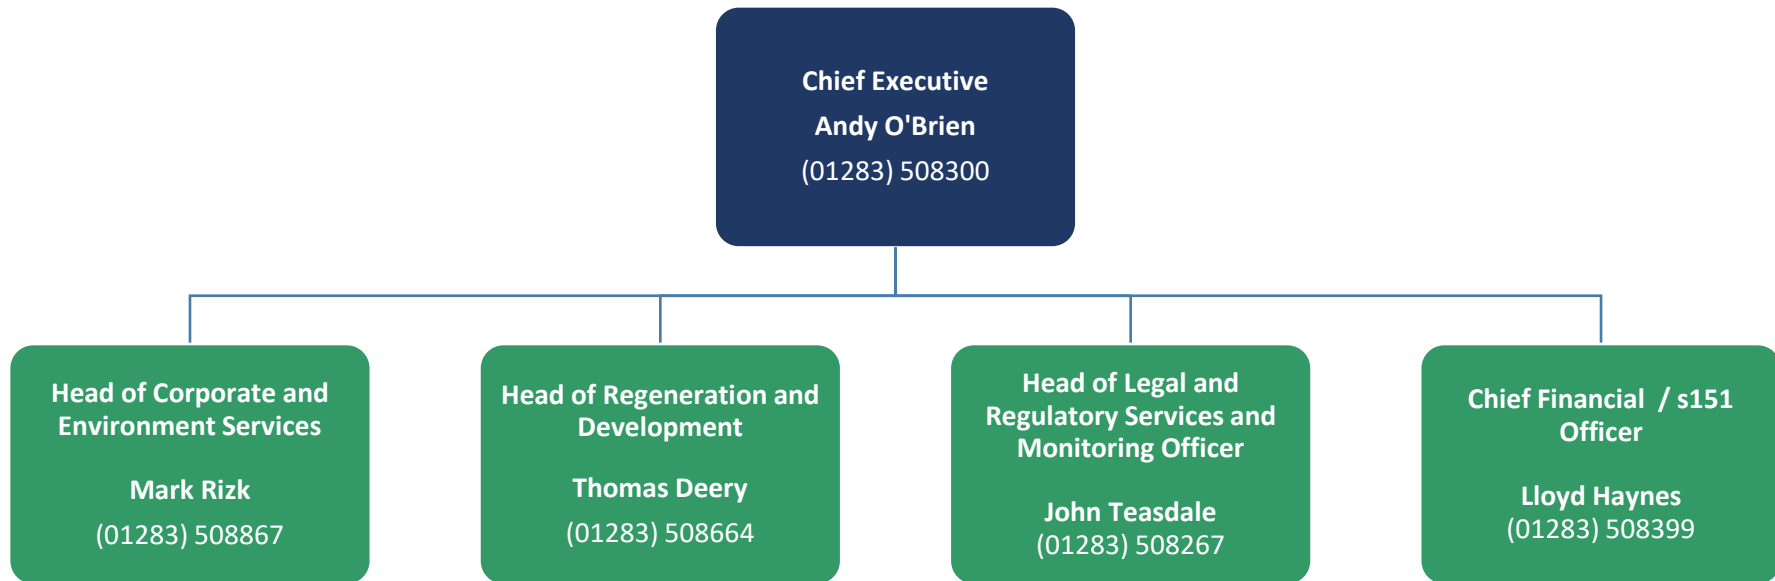 Chief Executive
Andy O'Brien
(01283) 508300
Head of Corporate and
Environment Services
Mark Rizk
(01283) 508867
Head of Regeneration and
Development
Thomas Deery
(01283) 508664
Head of Legal and
Regulatory Services and
Monitoring Officer
John Teasdale
(01283) 508267
Chief Financial / s151
Officer
Lloyd Haynes
(01283) 508399